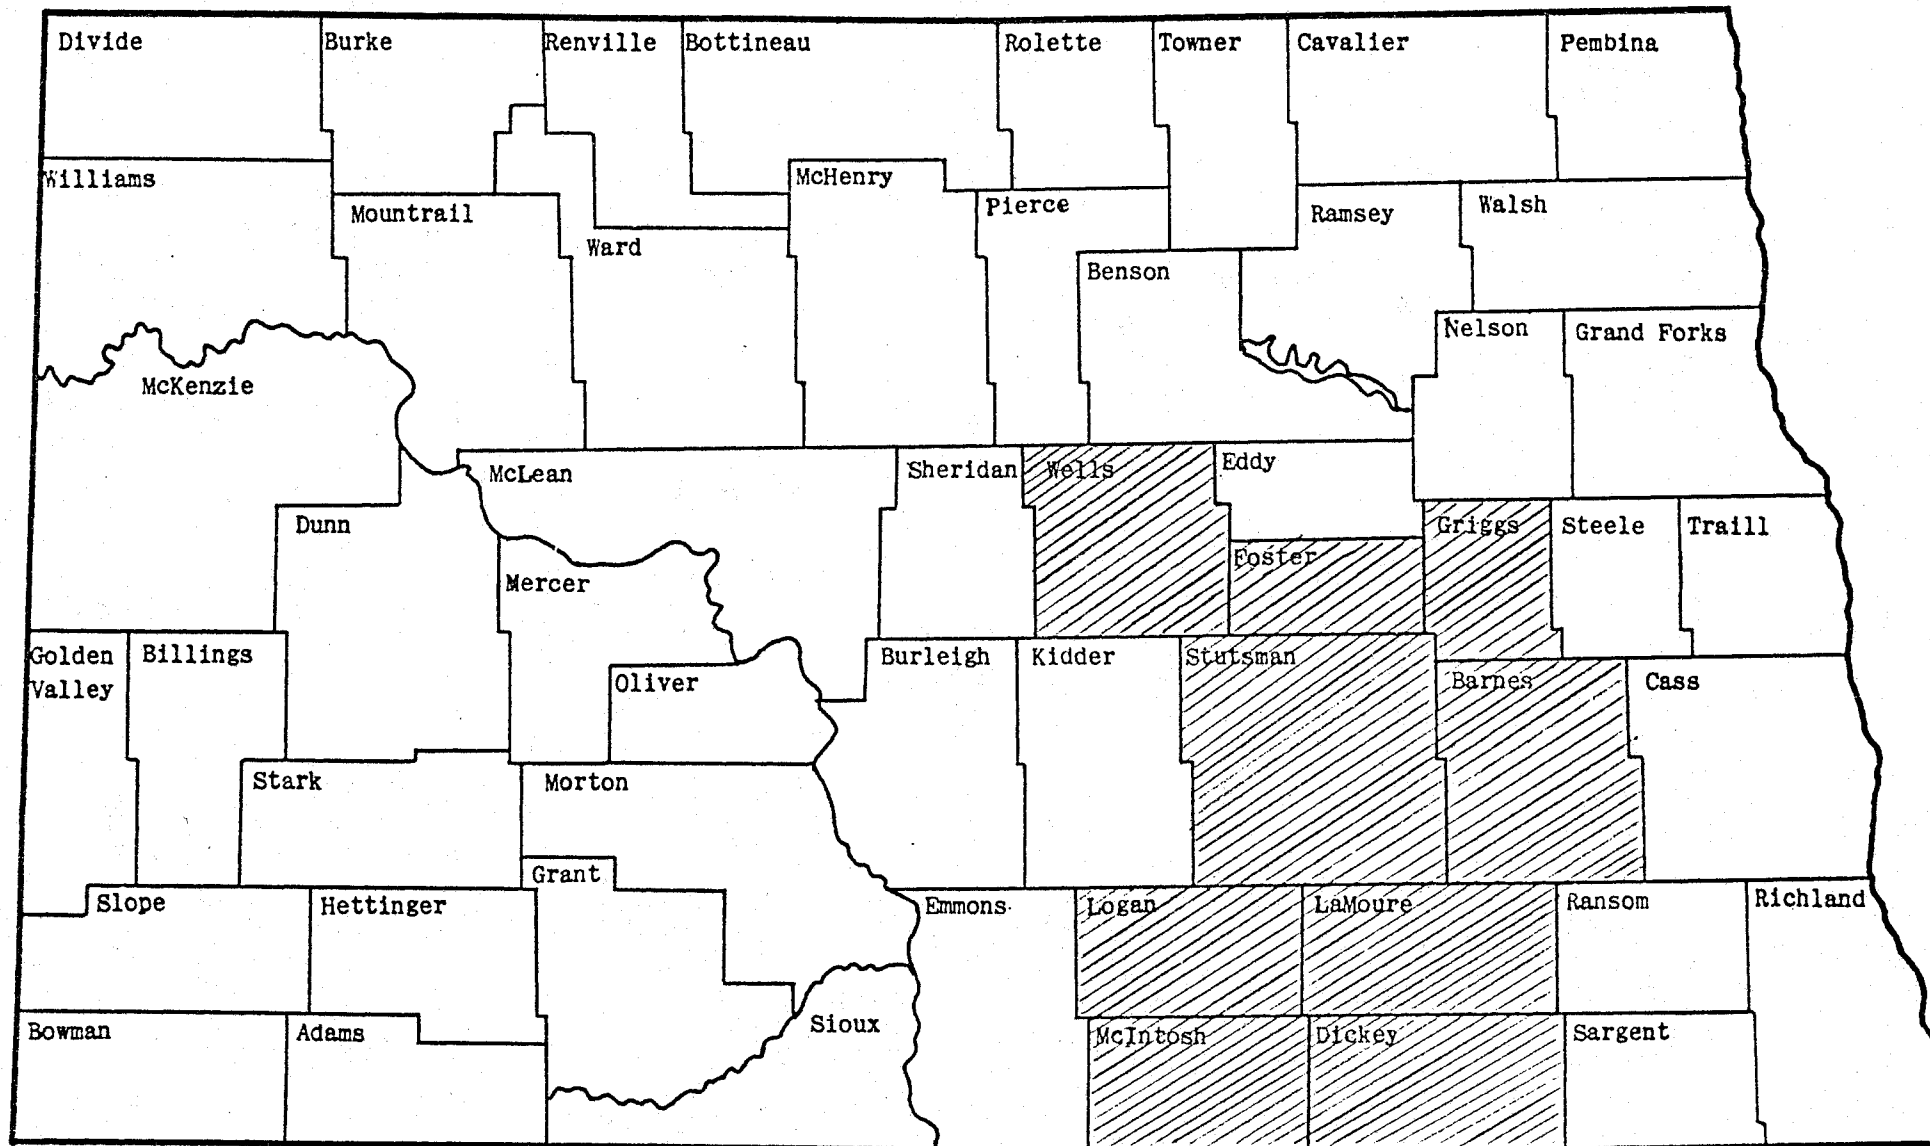 Divide
Burke
Renville
Bottineau
Rolette
Towner
Cavalier
Pembina
Williams
Mountrail
Ward
McHenry
Pierce
Benson
Ramsey
Walsh
McKenzie
Nelson
Grand Forks
McLean
Sheridan
Wells
Eddy
Dunn
Mercer
Foster
Griggs
Steele
Traill
Golden
Valley
Billings
Oliver
Burleigh
Kidder
Stutsman
Barnes
Cass
Stark
Morton
Grant
Slope
Hettinger
Emmons
Logan
LaMoure
Ransom
Richland
Bowman
Adams
Sioux
McIntosh
Dickey
Sargent